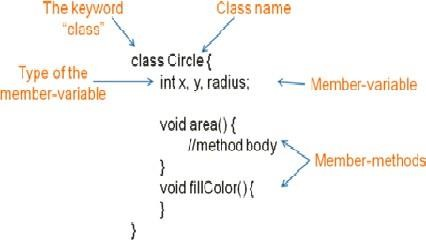 The keyword
"class"
Class name
class Circle {
Type of the
member-variable
int x, y, radius;
Member-variable
void area() {
//method body
}
Member-methods
void fillColor(){
}
}